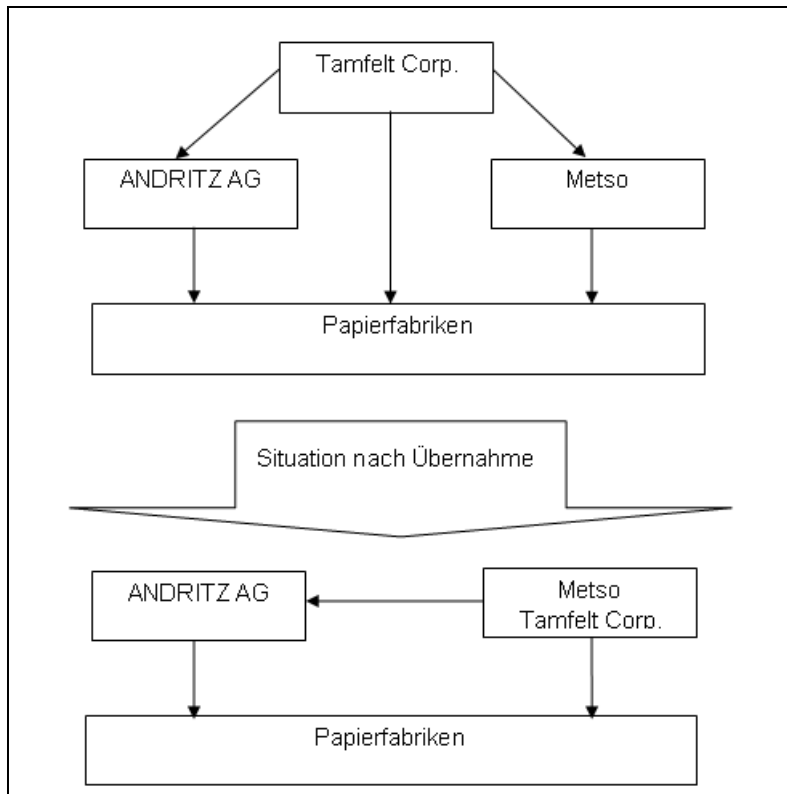 Tamfelt Corp.
ANDRITZ AG
Metso
Papierfabriken
Situation nach Übernahme
ANDRITZ AG
Metso
Tamfelt Corp.
Papierfabriken